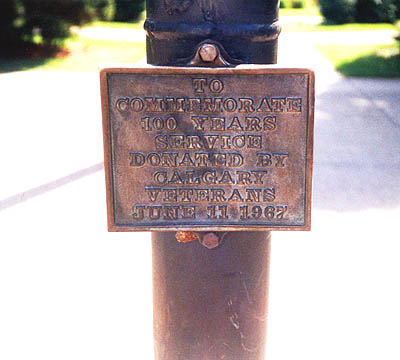 TO
COMMEMORATE
100 YEARS
SERVICE
DONATED BY
CALGARY
VETERANS
JUNE 11 1967